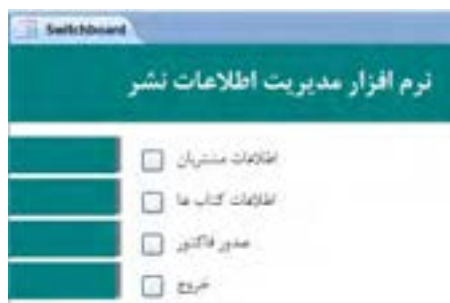 Switchboard
نرم افزار مدیریت اطلاعات نشر
اطلاعات مشتریان
اطلاعات کتاب ها
صدور فاکتور
خروج